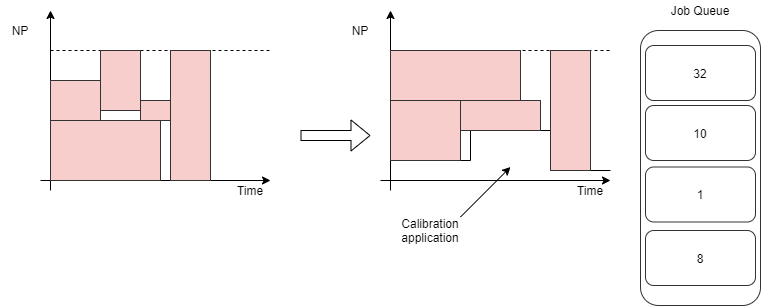 NP
Time
NP
Time
Calibration
application
Job Queue
32
10
1
8